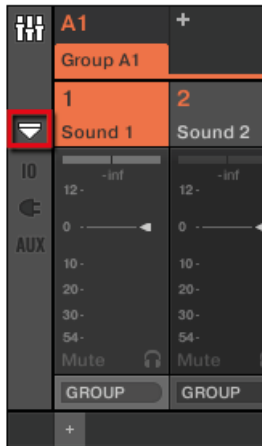 A1 +
Group A1
1 2
Sound 1 Sound 2
-inf -inf
IO 12- 12-
0 - 0 -
AUX
10- 10-
20- 20-
30- 30-
54- 54-
Mute Mute
GROUP GROUP
+